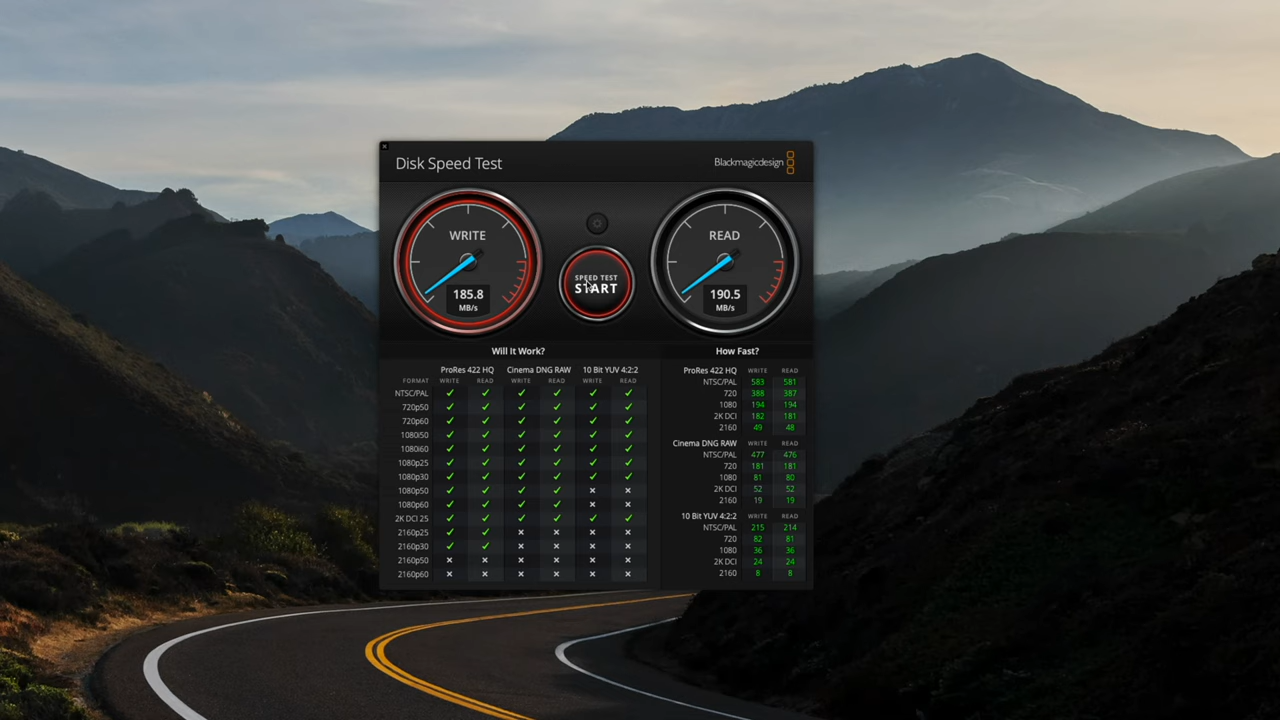 Disk Speed Test
Blackmagicdesign
WRITE
185.8
MB/s
SPEED TEST
START
READ
190.5
MB/s
Will It Work?
ProRes 422 HQ Cinema DNG RAW 10 Bit YUV 4:2:2
FORMAT WRITE READ WRITE READ WRITE READ
NTSC/PAL ✓ ✓ ✓ ✓ ✓ ✓
720p50 ✓ ✓ ✓ ✓ ✓ ✓
720p60 ✓ ✓ ✓ ✓ ✓ ✓
1080i50 ✓ ✓ ✓ ✓ ✓ ✓
1080i60 ✓ ✓ ✓ ✓ ✓ ✓
1080p25 ✓ ✓ ✓ ✓ ✓ ✓
1080p30 ✓ ✓ ✓ ✓ ✓ ✓
1080p50 ✓ ✓ ✓ ✓ × ×
1080p60 ✓ ✓ ✓ ✓ × ×
2K DCI 25 ✓ ✓ ✓ ✓ ✓ ✓
2160p25 ✓ ✓ × × × ×
2160p30 ✓ ✓ × × × ×
2160p50 × × × × × ×
2160p60 × × × × × ×
How Fast?
ProRes 422 HQ WRITE READ
NTSC/PAL 583 581
720 388 387
1080 194 194
2K DCI 182 181
2160 49 48
Cinema DNG RAW WRITE READ
NTSC/PAL 477 476
720 181 181
1080 81 80
2K DCI 52 52
2160 19 19
10 Bit YUV 4:2:2 WRITE READ
NTSC/PAL 215 214
720 82 81
1080 36 36
2K DCI 24 24
2160 8 8